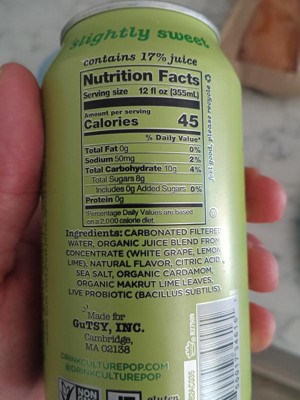 slightly sweet
contains 17% juice
Nutrition Facts
Serving size 12 fl oz (355mL)
Amount per serving
Calories 45
% Daily Value*
Total Fat 0g 0%
Sodium 50mg 2%
Total Carbohydrate 10g 4%
Total Sugars 8g
Includes 0g Added Sugars 0%
Protein 0g
*Percentage Daily Values are based
on a 2,000 calorie diet.
Just good, please recycle
Ingredients: CARBONATED FILTERED
WATER, ORGANIC JUICE BLEND FROM
CONCENTRATE (WHITE GRAPE, LEMON,
LIME), NATURAL FLAVOR, CITRIC ACID,
SEA SALT, ORGANIC CARDAMOM,
ORGANIC MAKRUT LIME LEAVES,
LIVE PROBIOTIC (BACILLUS SUBTILIS).
Made for
GUTSY, INC.
Cambridge,
MA 02138
DRINKCULTUREPOP.COM
@DRINKCULTUREPOP
NON
gluten